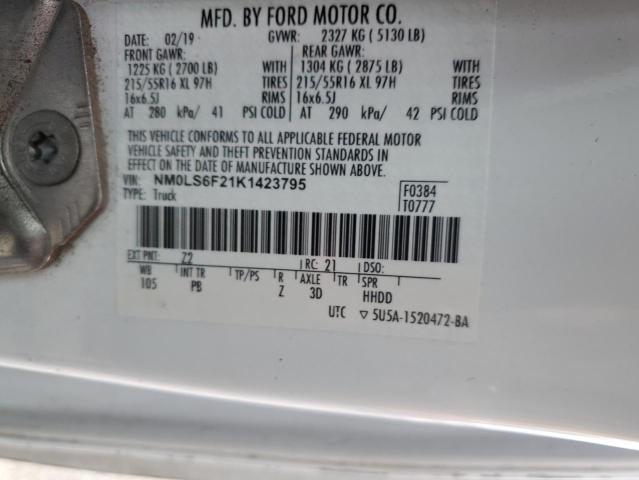 MFD. BY FORD MOTOR CO.
DATE: 02/19 GVWR: 2327 KG ( 5130 LB)
FRONT GAWR: REAR GAWR:
1225 KG ( 2700 LB) WITH 1304 KG ( 2875 LB) WITH
215/55R16 XL 97H TIRES 215/55R16 XL 97H TIRES
16x6.5J RIMS 16x6.5J RIMS
AT 280 kPa/ 41 PSI COLD AT 290 kPa/ 42 PSI COLD
THIS VEHICLE CONFORMS TO ALL APPLICABLE FEDERAL MOTOR
VEHICLE SAFETY AND THEFT PREVENTION STANDARDS IN
EFFECT ON THE DATE OF MANUFACTURE SHOWN ABOVE.
VIN: NM0LS6F21K1423795 F0384
TYPE: Truck T0777
EXT PNT: Z2 RC: 21 DSO:
WB INT TR TP/PS R AXLE TR SPR
105 PB Z 3D HHDD
UTC ▽ 5U5A-1520472-BA